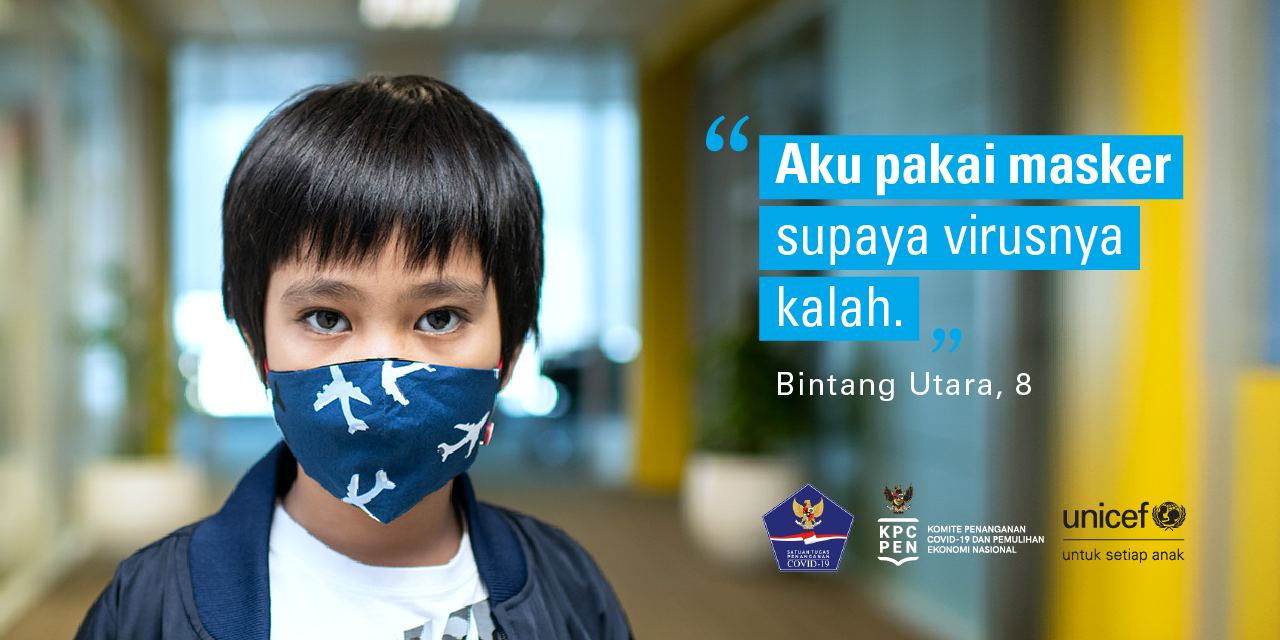 “Aku pakai masker
supaya virusnya
kalah.”
Bintang Utara, 8
SATUAN TUGAS
PENANGANAN
COVID-19
KPC
PEN
KOMITE PENANGANAN
COVID-19 DAN PEMULIHAN
EKONOMI NASIONAL
unicef
untuk setiap anak